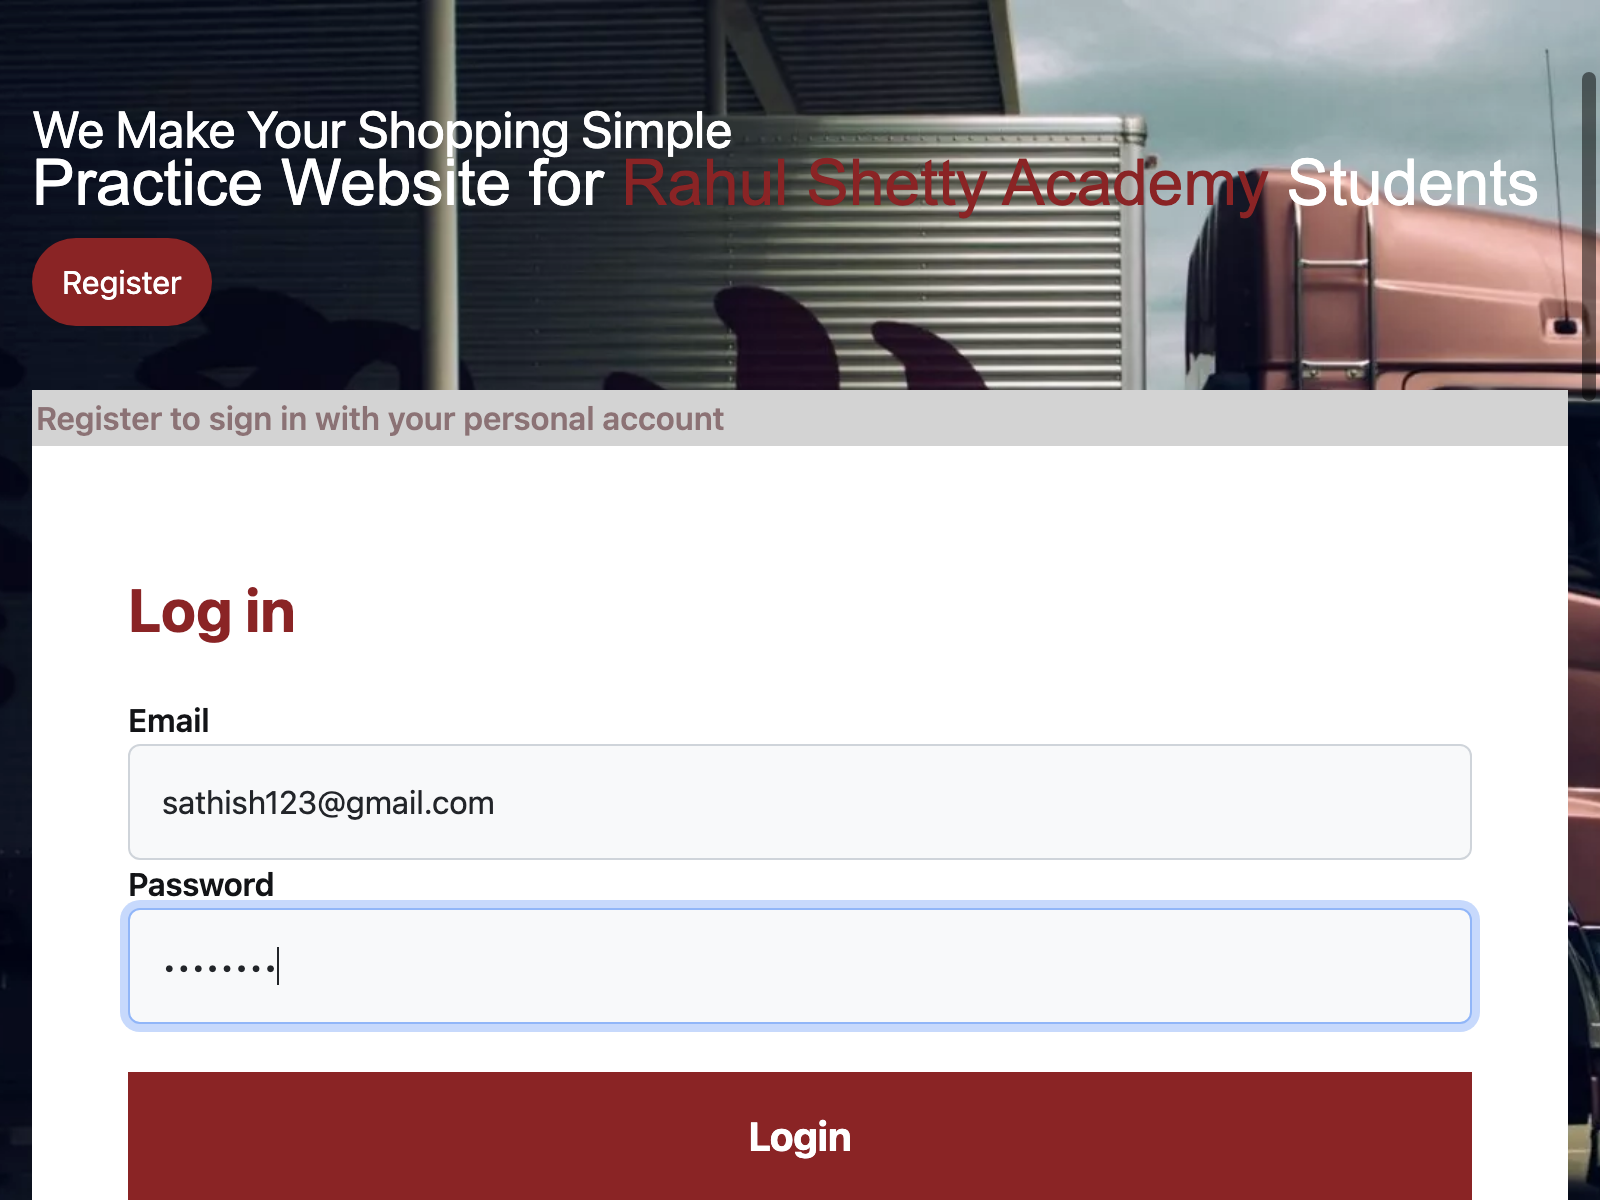 We Make Your Shopping Simple
Practice Website for Rahul Shetty Academy Students
Register
Register to sign in with your personal account
Log in
Email
sathish123@gmail.com
Password
••••••••
Login